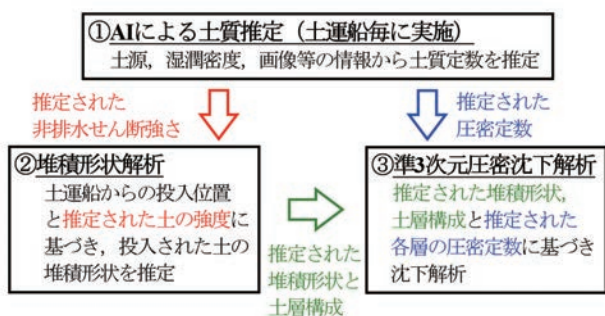 ①AIによる土質推定（土運船毎に実施）
土源，湿潤密度，画像等の情報から土質定数を推定
推定された
非排水せん断強さ
推定された
圧密定数
②堆積形状解析
土運船からの投入位置
と推定された土の強度に
基づき，投入された土の
堆積形状を推定
推定された
堆積形状と
土層構成
③準3次元圧密沈下解析
推定された堆積形状，
土層構成と推定された
各層の圧密定数に基づき
沈下解析